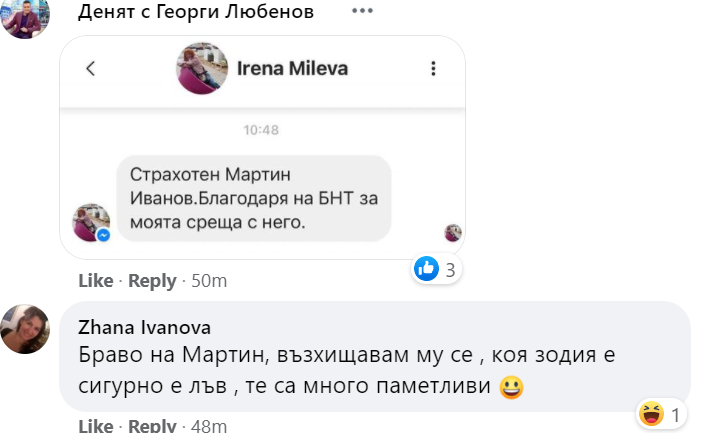 Денят с Георги Любенов
Irena Mileva
10:48
Страхотен Мартин
Иванов.Благодаря на БНТ за
моята среща с него.
3
Like · Reply · 50m
Zhana Ivanova
Браво на Мартин, възхищавам му се , коя зодия е
сигурно е лъв , те са много паметливи 😃
1
Like · Reply · 48m